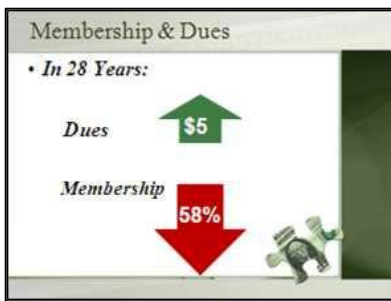 Membership & Dues
• In 28 Years:
Dues $5
Membership 58%